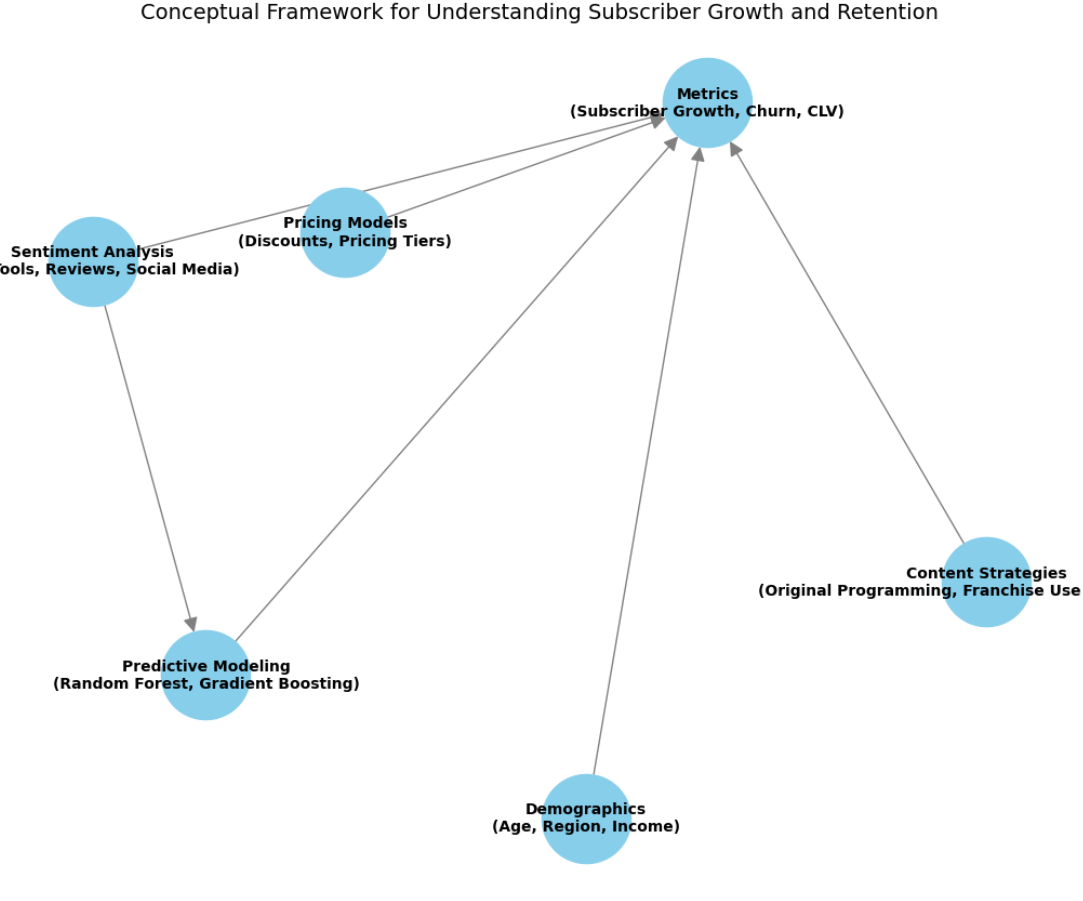 Conceptual Framework for Understanding Subscriber Growth and Retention
Metrics
(Subscriber Growth, Churn, CLV)
Pricing Models
(Discounts, Pricing Tiers)
Sentiment Analysis
ools, Reviews, Social Media)
Content Strategies
(Original Programming, Franchise Use
Predictive Modeling
(Random Forest, Gradient Boosting)
Demographics
(Age, Region, Income)